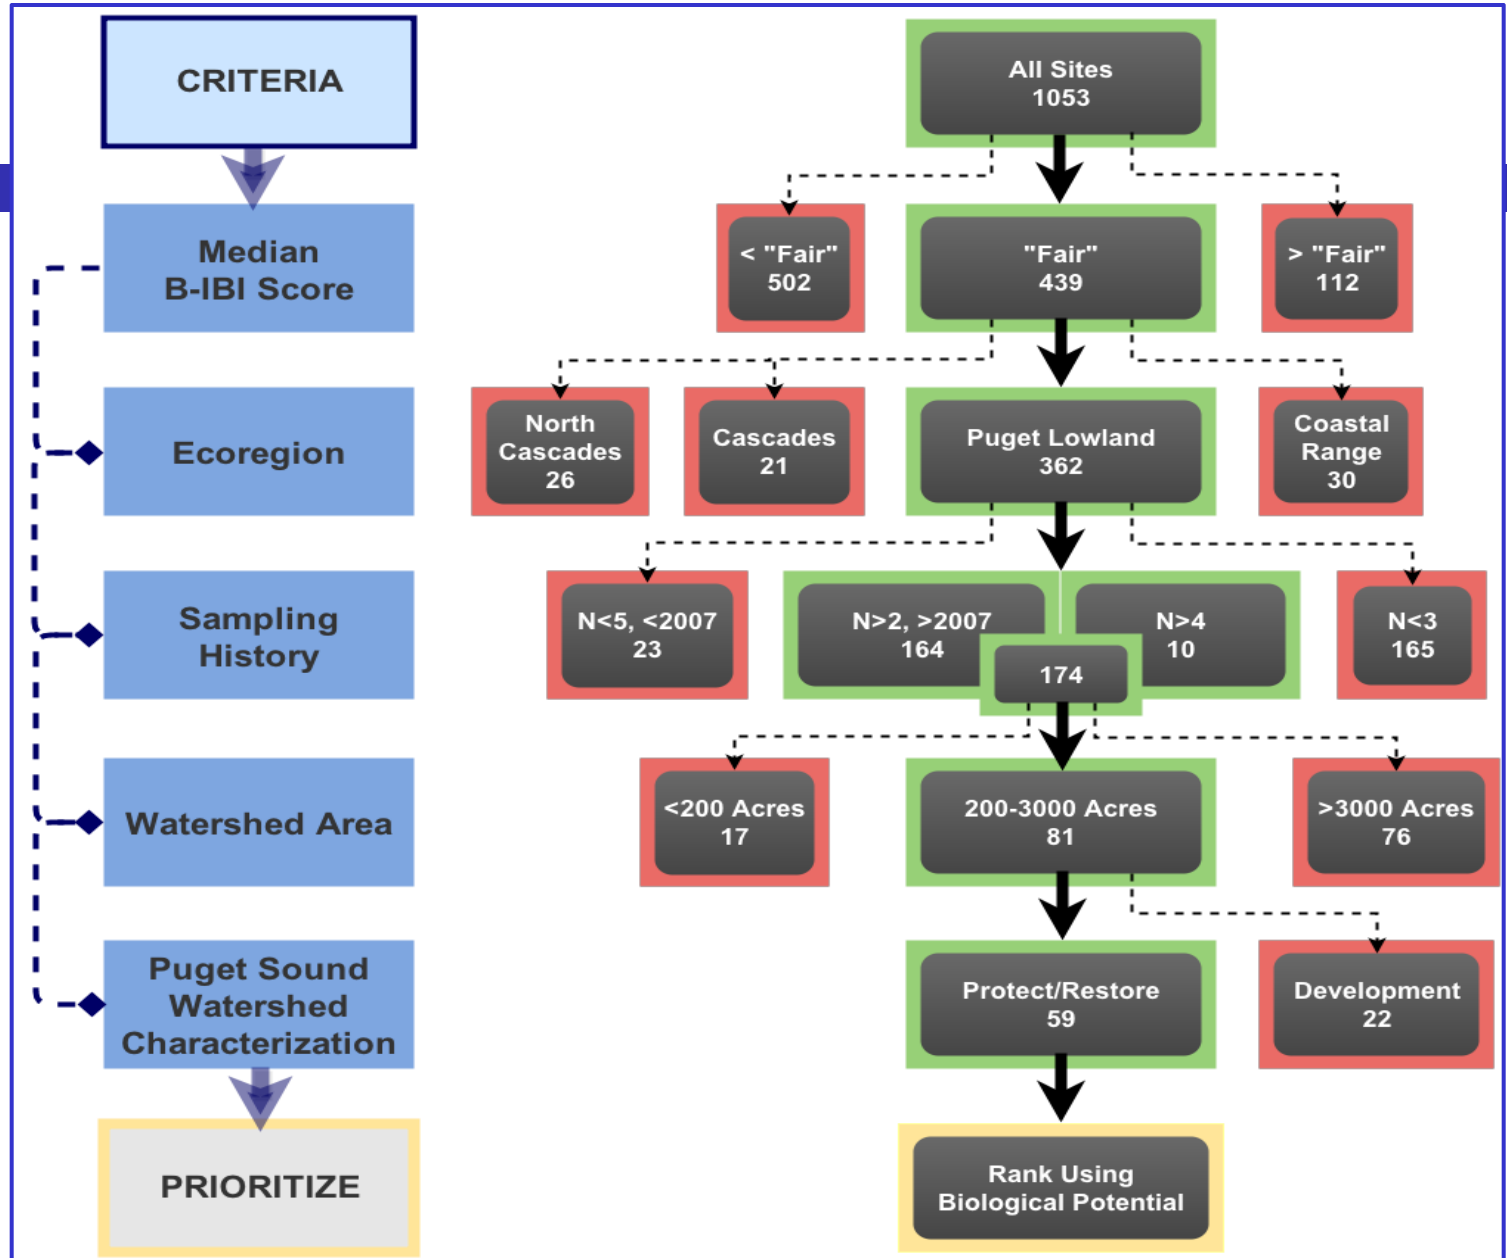 CRITERIA
All Sites
1053
Median
B-IBI Score
< "Fair"
502
"Fair"
439
> "Fair"
112
Ecoregion
North
Cascades
26
Cascades
21
Puget Lowland
362
Coastal
Range
30
Sampling
History
N<5, <2007
23
N>2, >2007
164
N>4
10
174
N<3
165
Watershed Area
<200 Acres
17
200-3000 Acres
81
>3000 Acres
76
Puget Sound
Watershed
Characterization
Protect/Restore
59
Development
22
PRIORITIZE
Rank Using
Biological Potential